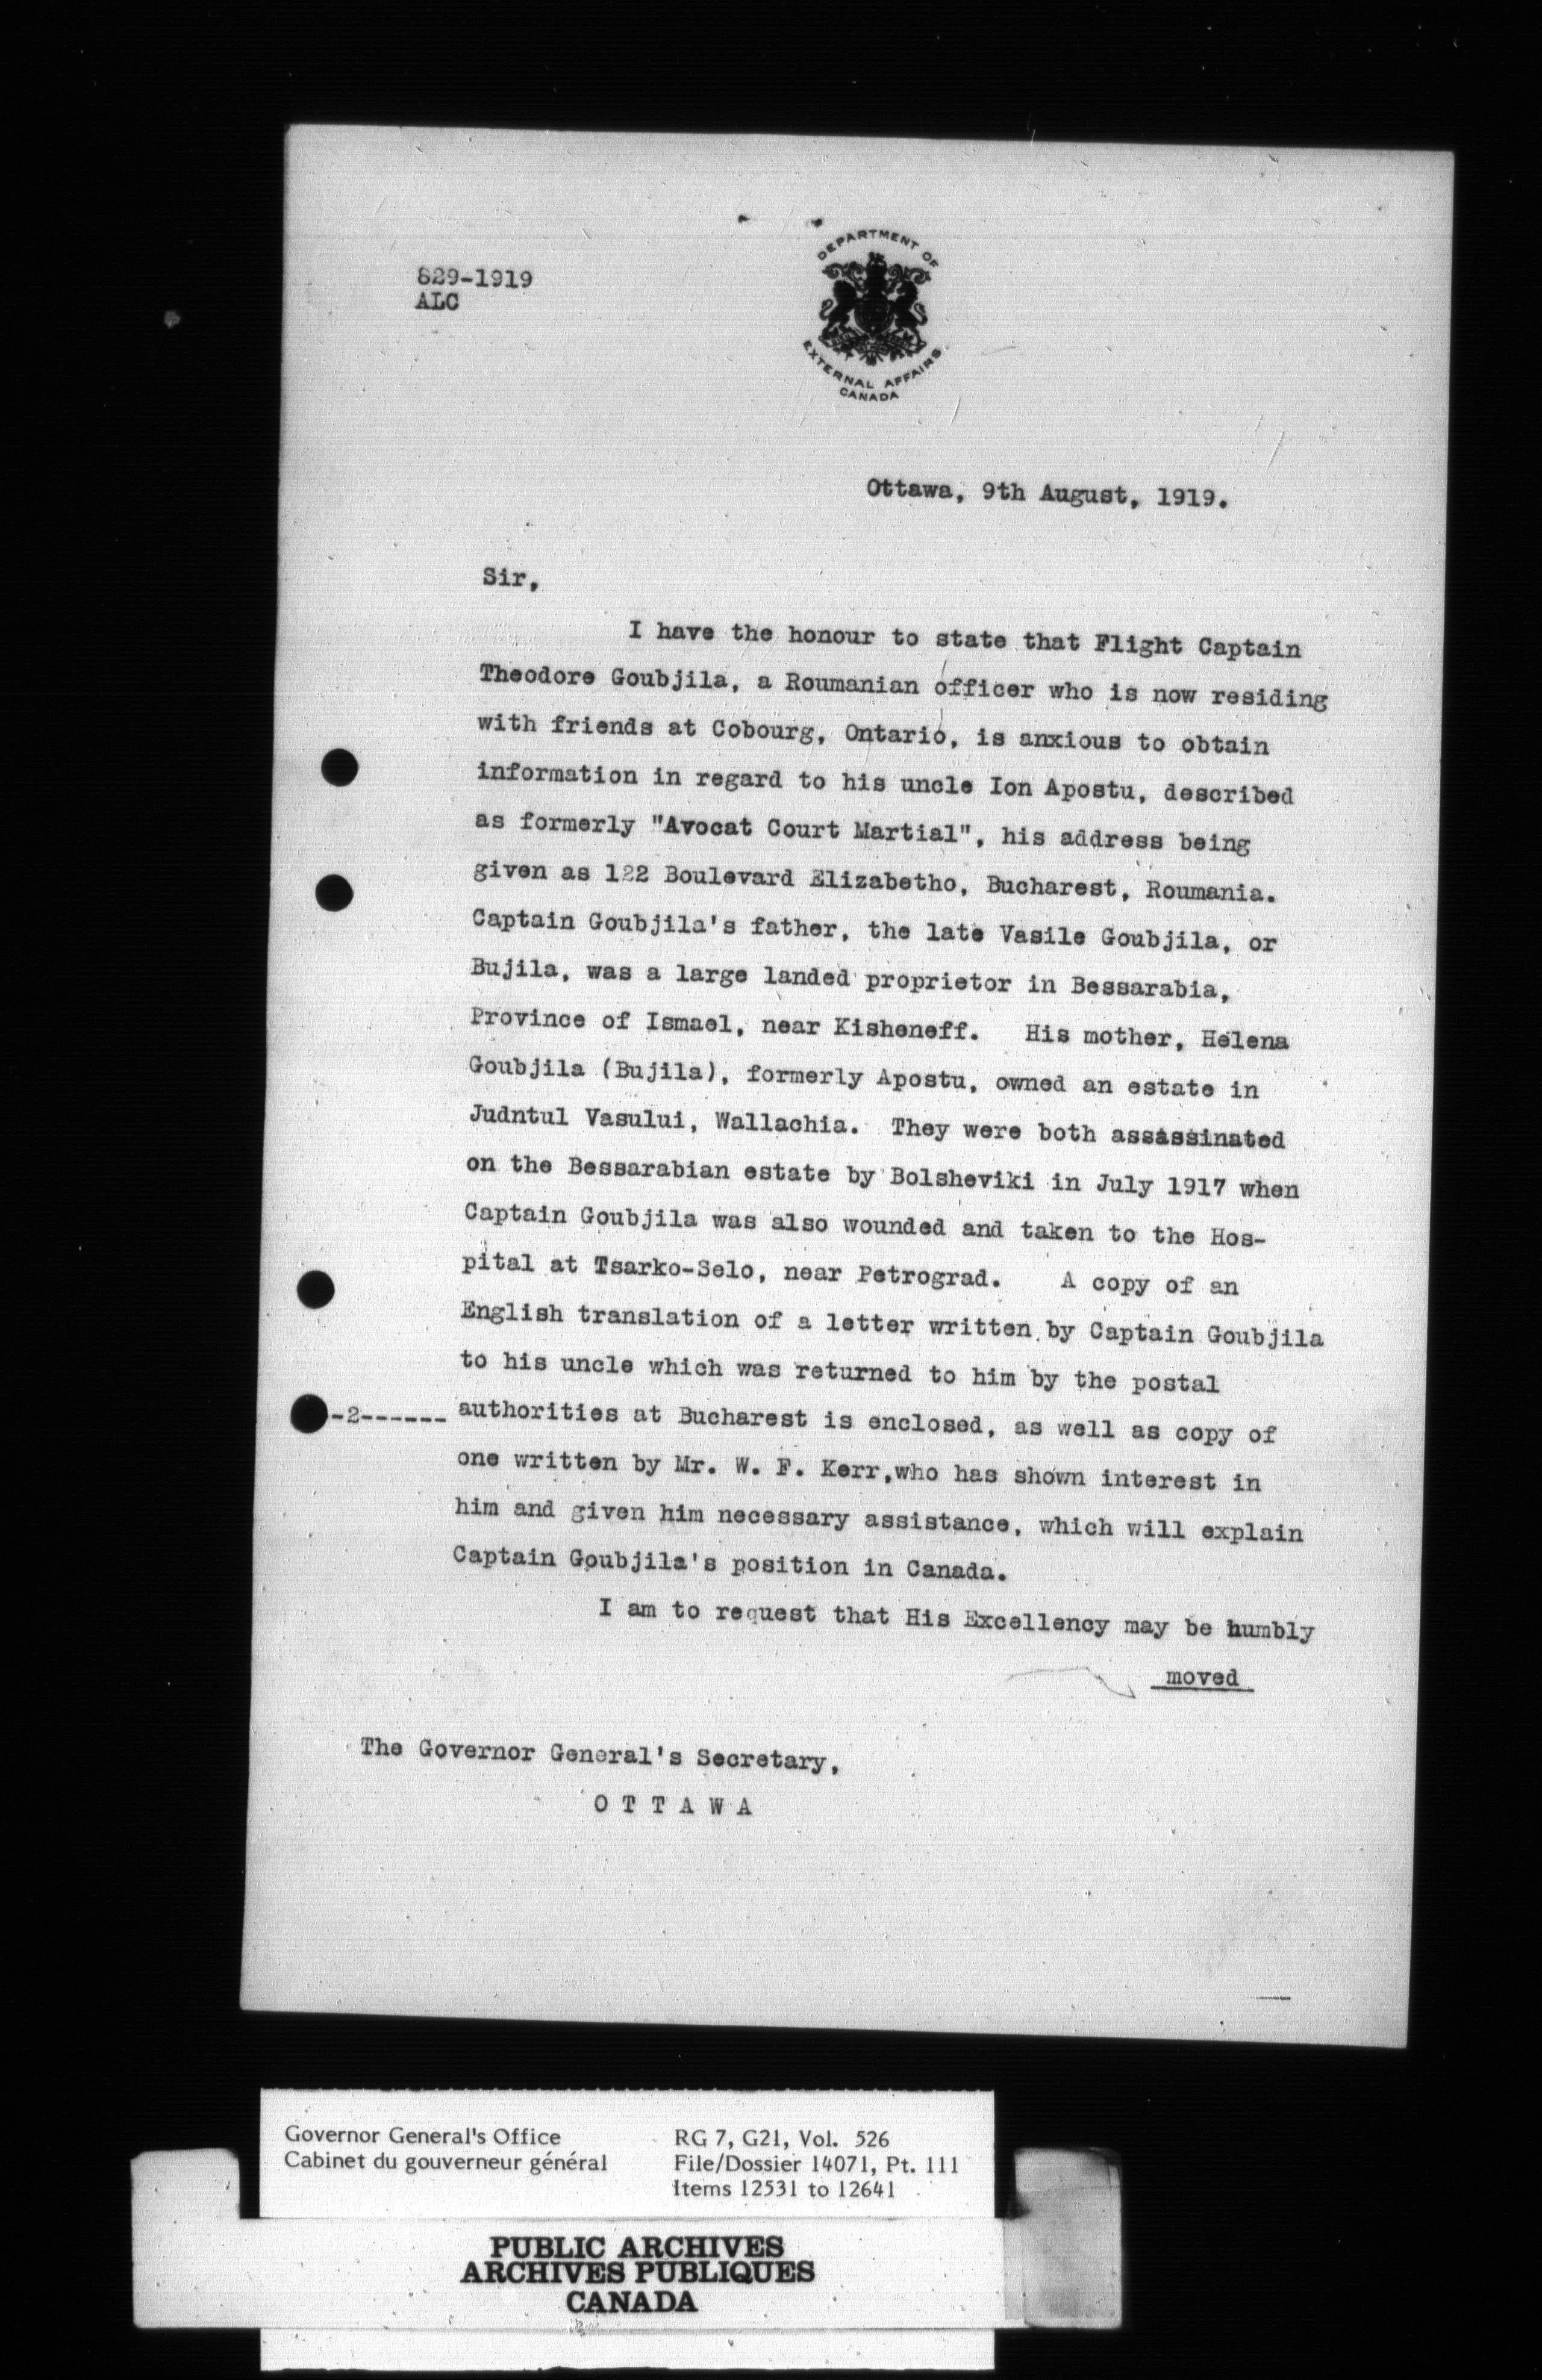 829-1919
ALC
DEPARTMENT OF
EXTERNAL AFFAIRS
CANADA
Ottawa, 9th August, 1919.
Sir,
I have the honour to state that Flight Captain
Theodore Goubjila, a Roumanian officer who is now residing
with friends at Cobourg, Ontario, is anxious to obtain
information in regard to his uncle Ion Apostu, described
as formerly "Avocat Court Martial", his address being
given as 122 Boulevard Elizabetho, Bucharest, Roumania.
Captain Goubjila's father, the late Vasile Goubjila, or
Bujila, was a large landed proprietor in Bessarabia,
Province of Ismael, near Kisheneff. His mother, Helena
Goubjila (Bujila), formerly Apostu, owned an estate in
Judntul Vasului, Wallachia. They were both assassinated
on the Bessarabian estate by Bolsheviki in July 1917 when
Captain Goubjila was also wounded and taken to the Hos-
pital at Tsarko-Selo, near Petrograd. A copy of an
English translation of a letter written by Captain Goubjila
to his uncle which was returned to him by the postal
-2------ authorities at Bucharest is enclosed, as well as copy of
one written by Mr. W. F. Kerr,who has shown interest in
him and given him necessary assistance, which will explain
Captain Goubjila's position in Canada.
I am to request that His Excellency may be humbly
moved
The Governor General's Secretary,
O T T A W A
Governor General's Office RG 7, G21, Vol. 526
Cabinet du gouverneur général File/Dossier 14071, Pt. 111
Items 12531 to 12641
PUBLIC ARCHIVES
ARCHIVES PUBLIQUES
CANADA